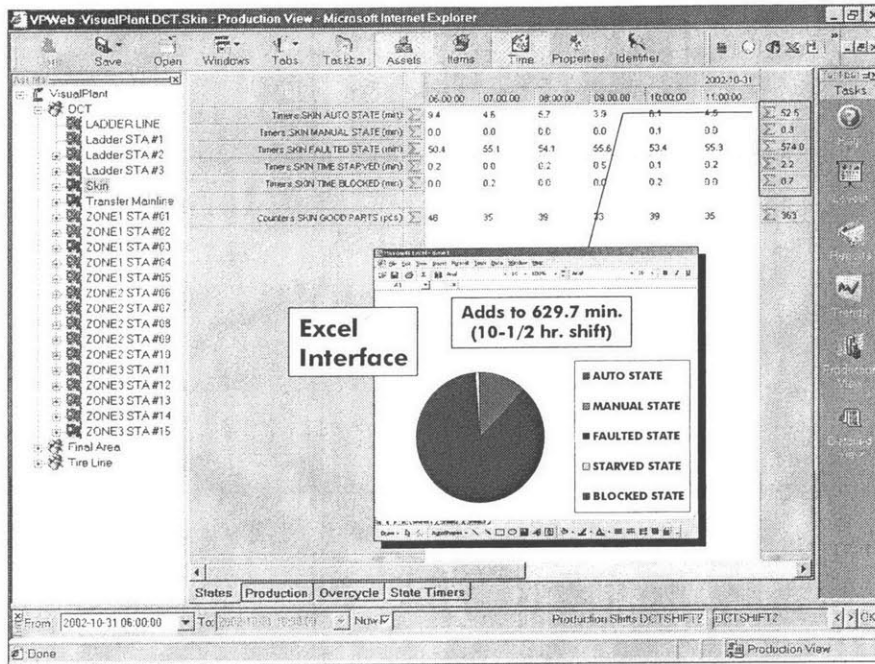 VPWeb :VisualPlant.DCT.Skin : Production View - Microsoft Internet Explorer
Save Open Windows Tabs Taskbar Assets Items Time Properties Identifier
VisualPlant
DCT
LADDER LINE
Ladder STA #1
Ladder STA #2
Ladder STA #3
Skin
Transfer Mainline
ZONE1 STA #01
ZONE1 STA #02
ZONE1 STA #03
ZONE1 STA #04
ZONE1 STA #05
ZONE2 STA #06
ZONE2 STA #07
ZONE2 STA #08
ZONE2 STA #09
ZONE2 STA #10
ZONE3 STA #11
ZONE3 STA #12
ZONE3 STA #13
ZONE3 STA #14
ZONE3 STA #15
Final Area
Tire Line
2002-10-31
06:00:00 07:00:00 08:00:00 09:00:00 10:00:00 11:00:00
Timers.SKIN AUTO STATE (min) Σ 9.4 4.6 5.7 3.9 6.1 4.5 Σ 52.5
Timers.SKIN MANUAL STATE (min) Σ 0.0 0.0 0.0 0.0 0.1 0.0 Σ 0.3
Timers.SKIN FAULTED STATE (min) Σ 50.4 55.1 54.1 55.6 53.4 55.3 Σ 574.0
Timers.SKIN TIME STARVED (min) Σ 0.2 0.0 0.2 0.5 0.1 0.2 Σ 2.2
Timers.SKIN TIME BLOCKED (min) Σ 0.0 0.2 0.0 0.0 0.2 0.0 Σ 0.7
Counters.SKIN GOOD PARTS (pcs) Σ 46 35 39 33 39 35 Σ 363
Tasks
Trends
Production View
Excel
Interface
Adds to 629.7 min.
(10-1/2 hr. shift)
AUTO STATE
MANUAL STATE
FAULTED STATE
STARVED STATE
BLOCKED STATE
States Production Overcycle State Timers
From: 2002-10-31 06:00:00 To: Now Production Shifts DCTSHIFT2 DCTSHIFT2 < > OK
Done Production View